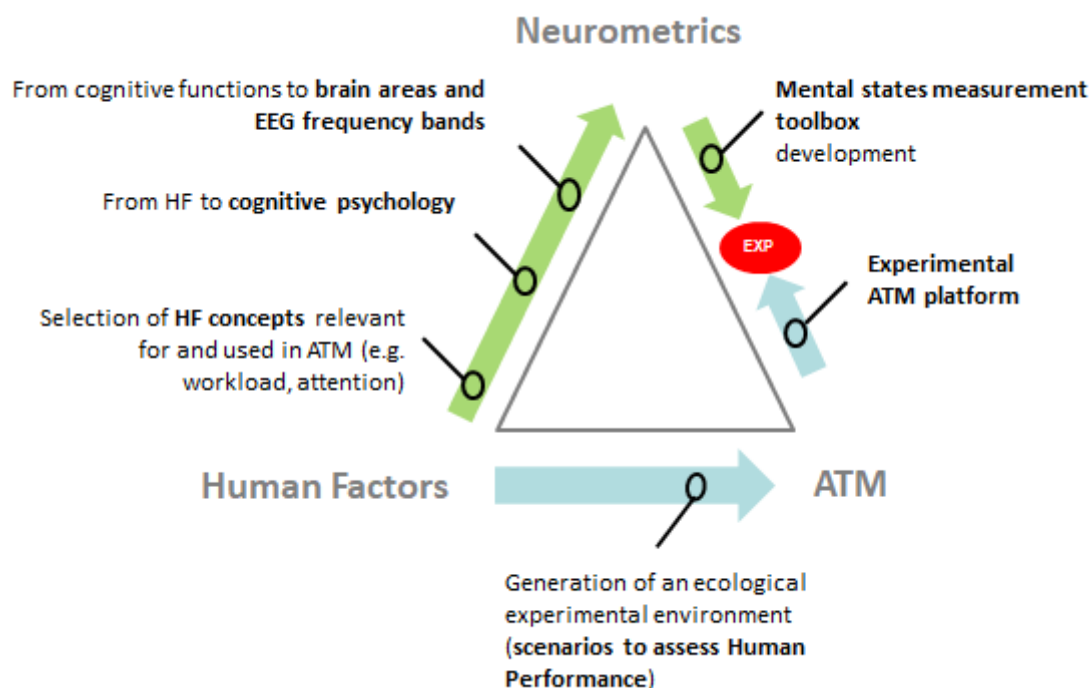 Neurometrics
From cognitive functions to brain areas and
EEG frequency bands
Mental states measurement
toolbox
development
From HF to cognitive psychology
EXP
Experimental
ATM platform
Selection of HF concepts relevant
for and used in ATM (e.g.
workload, attention)
Human Factors
ATM
Generation of an ecological
experimental environment
(scenarios to assess Human
Performance)